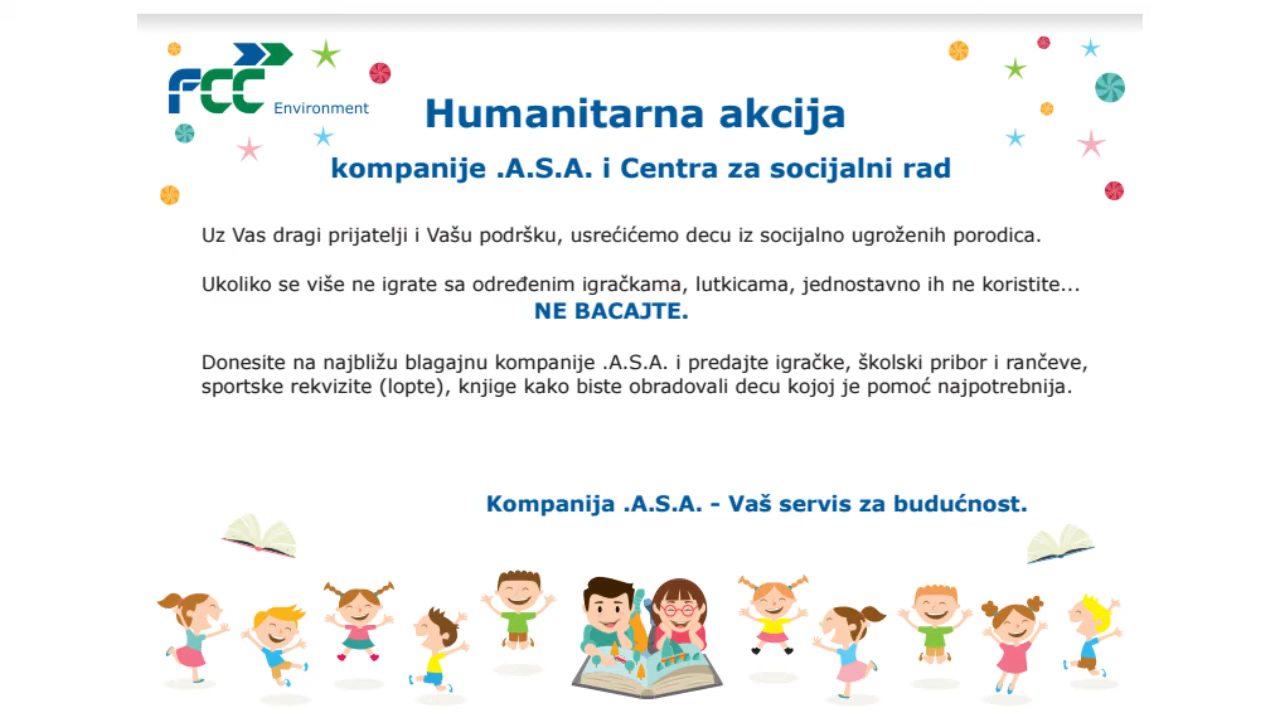 FCC Environment
Humanitarna akcija
kompanije .A.S.A. i Centra za socijalni rad
Uz Vas dragi prijatelji i Vašu podršku, usrećićemo decu iz socijalno ugroženih porodica.
Ukoliko se više ne igrate sa određenim igračkama, lutkicama, jednostavno ih ne koristite...
NE BACAJTE.
Donesite na najbližu blagajnu kompanije .A.S.A. i predajte igračke, školski pribor i rančeve,
sportske rekvizite (lopte), knjige kako biste obradovali decu kojoj je pomoć najpotrebnija.
Kompanija .A.S.A. - Vaš servis za budućnost.